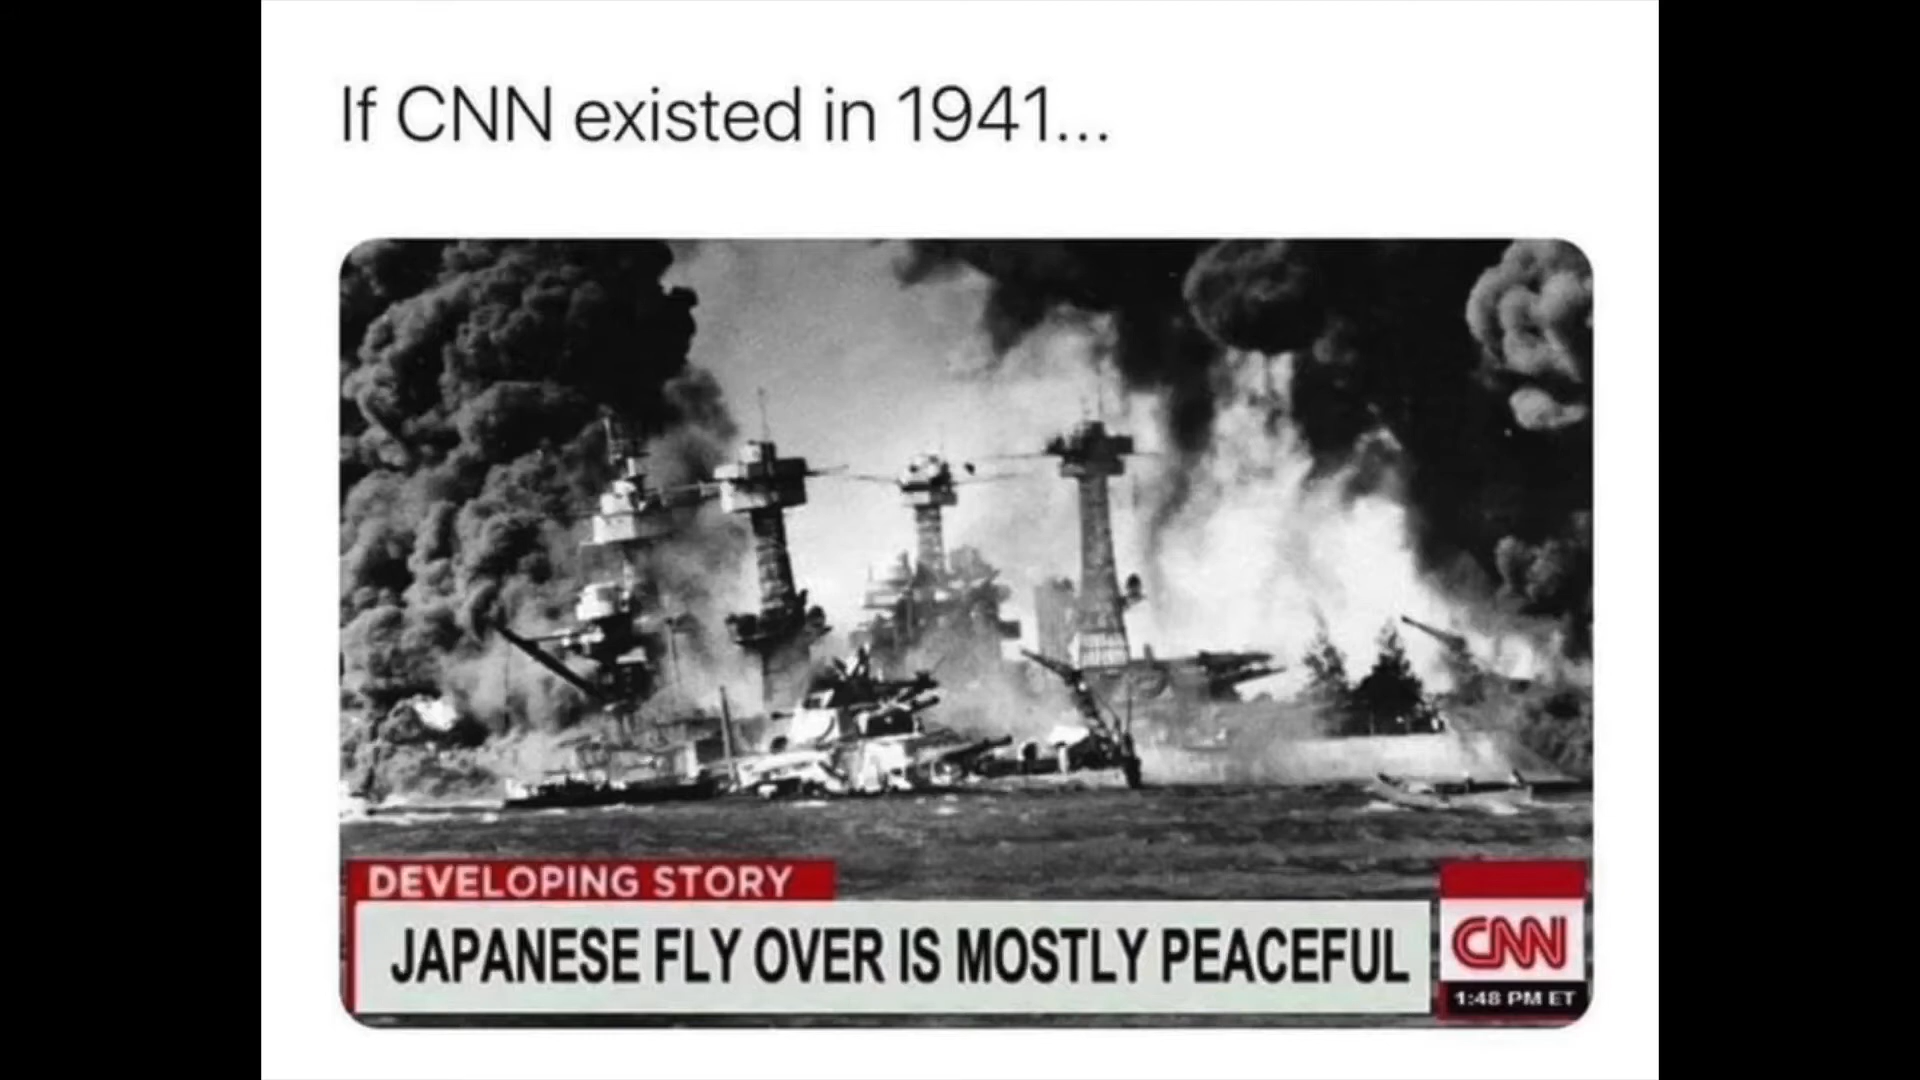 If CNN existed in 1941...
DEVELOPING STORY
JAPANESE FLY OVER IS MOSTLY PEACEFUL
CNN
1:48 PM ET